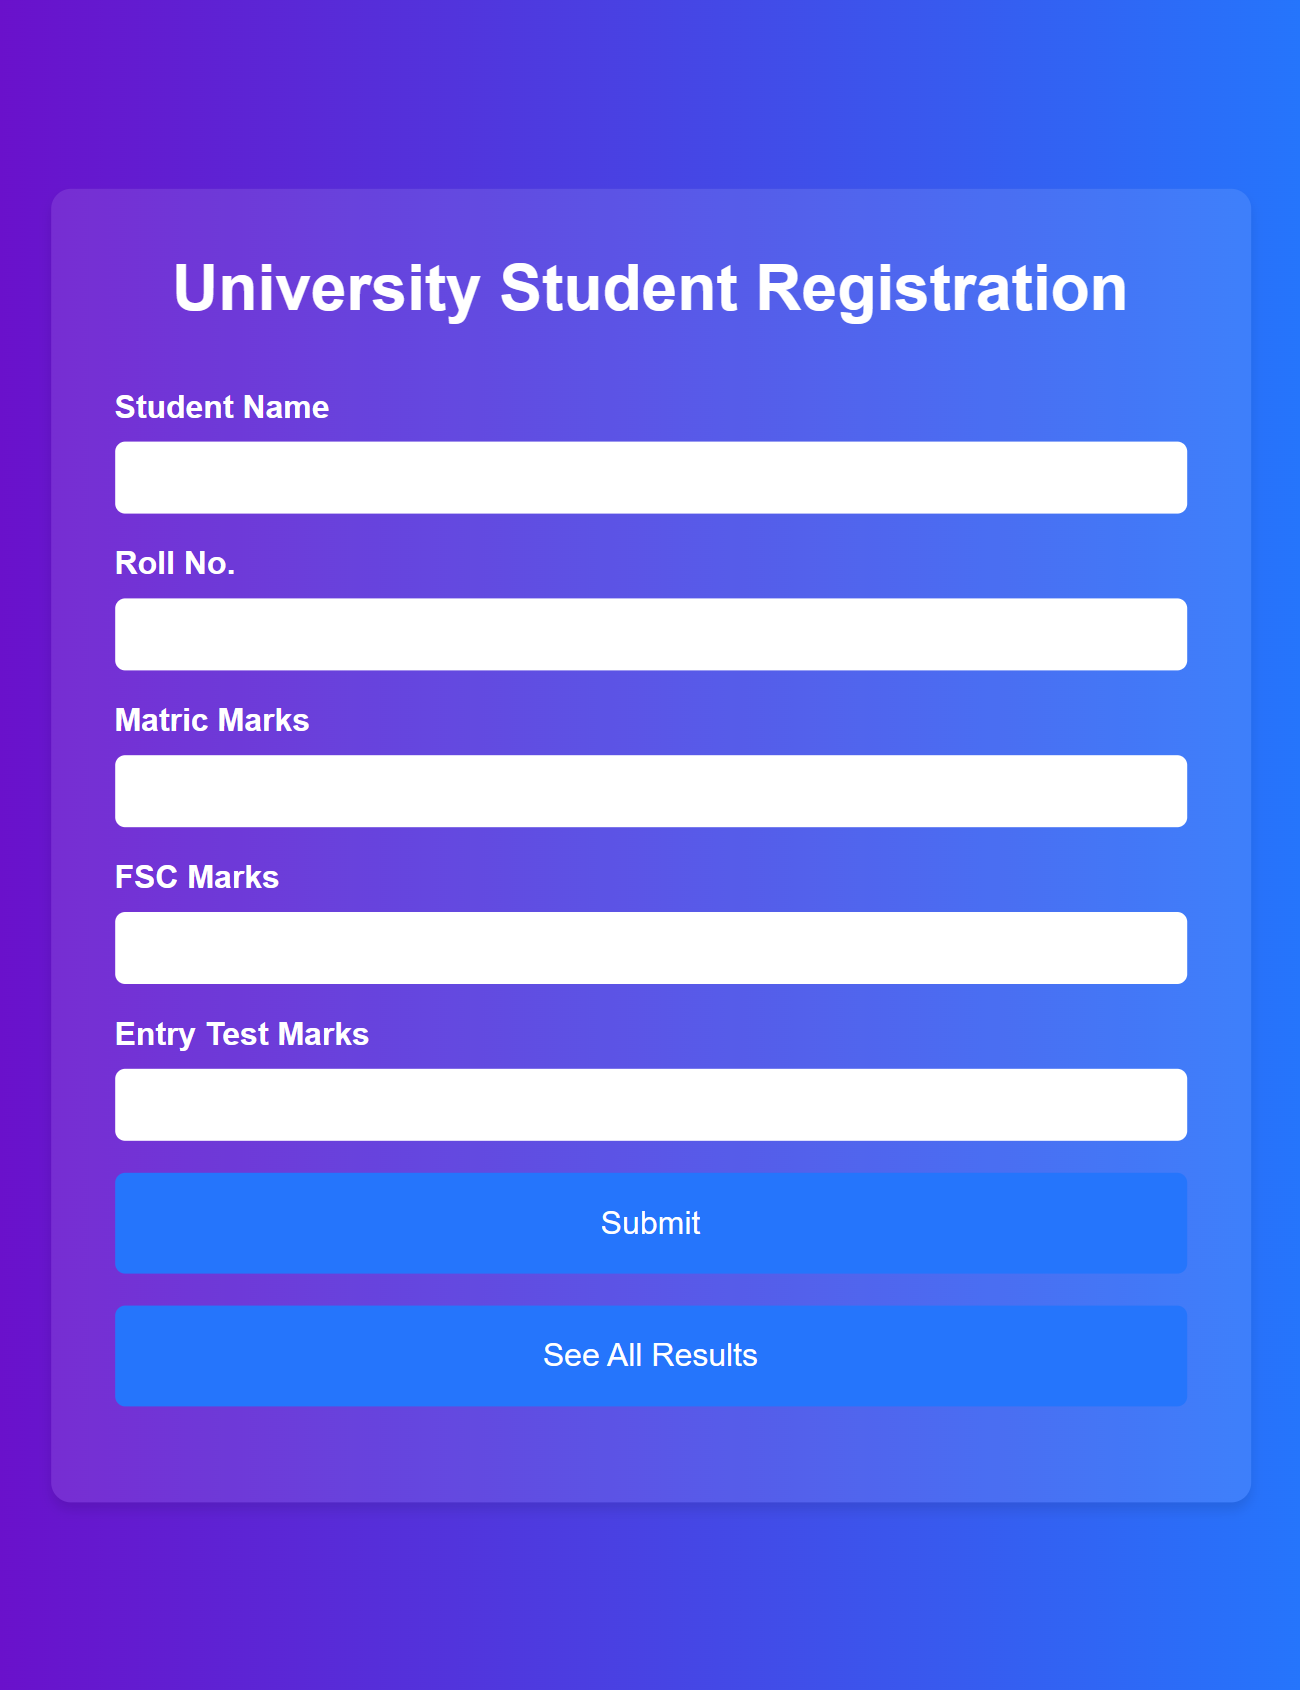 University Student Registration
Student Name
Roll No.
Matric Marks
FSC Marks
Entry Test Marks
Submit
See All Results